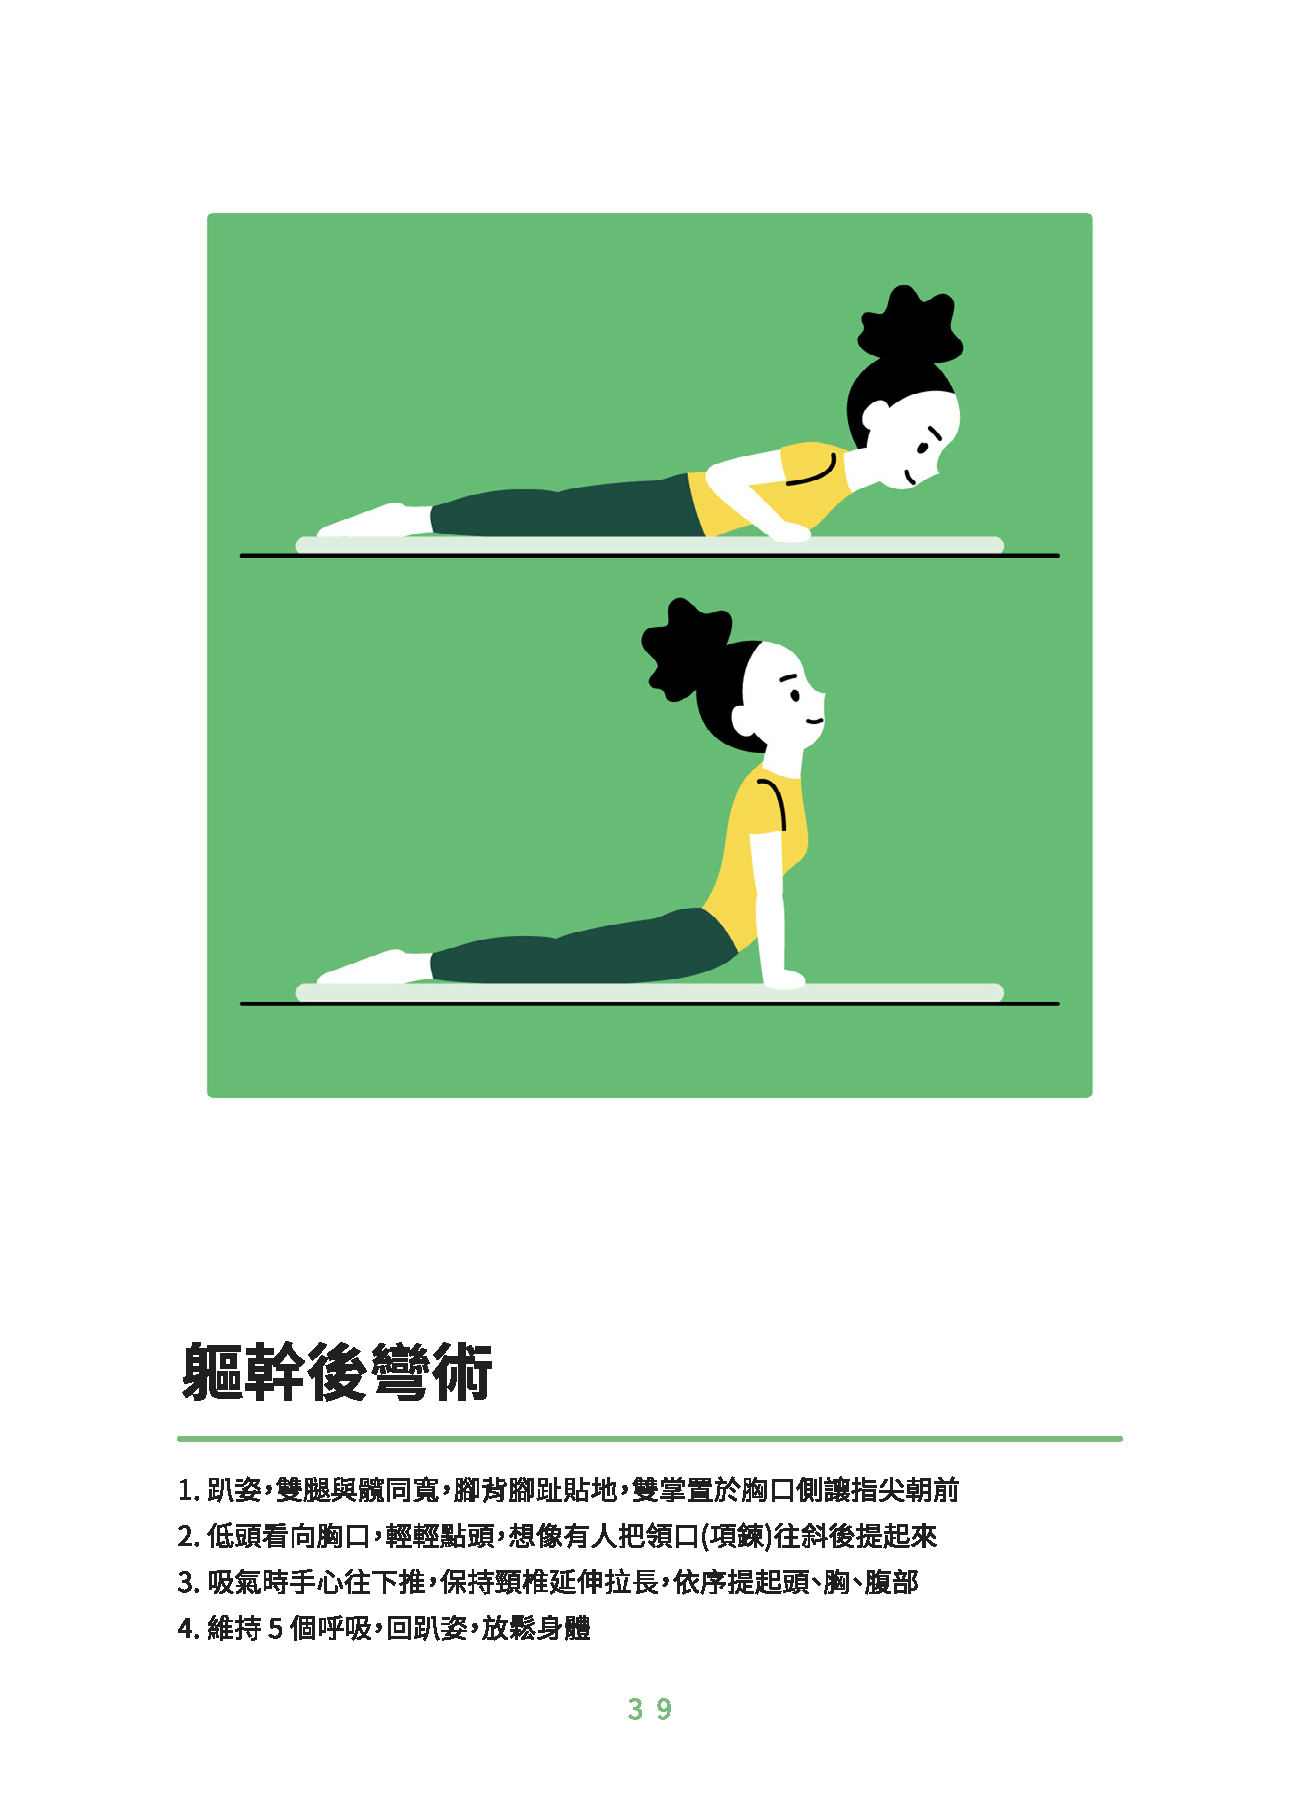 軀幹後彎術
1. 趴姿，雙腿與髖同寬，腳背腳趾貼地，雙掌置於胸口側讓指尖朝前
2. 低頭看向胸口，輕輕點頭，想像有人把領口(項鍊)往斜後提起來
3. 吸氣時手心往下推，保持頸椎延伸拉長，依序提起頭、胸、腹部
4. 維持 5 個呼吸，回趴姿，放鬆身體
39